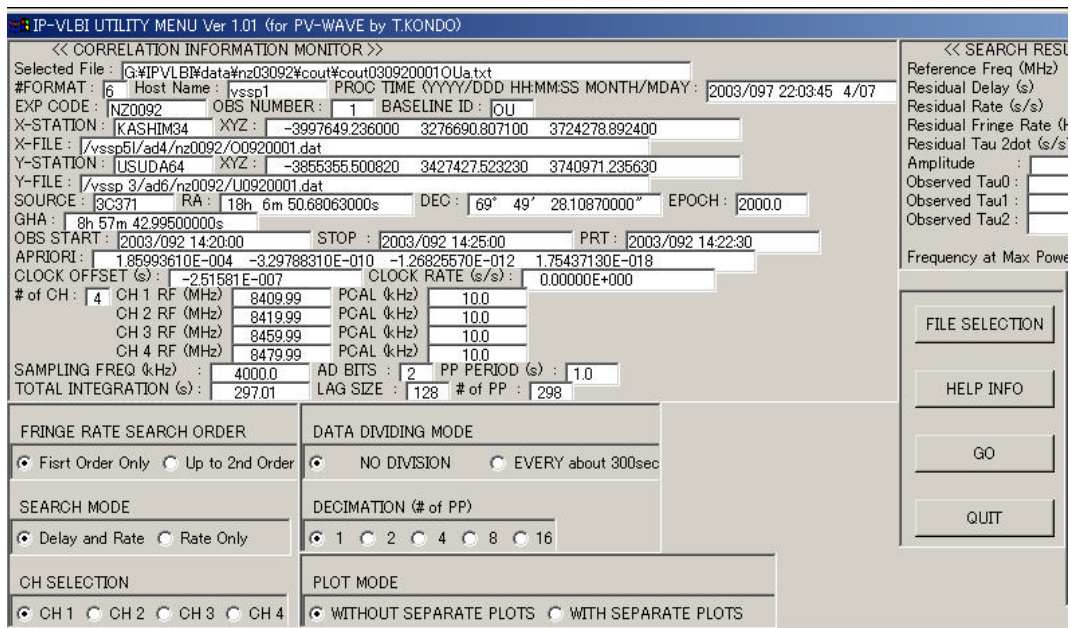 IP-VLBI UTILITY MENU Ver 1.01 (for PV-WAVE by T.KONDO)
<< CORRELATION INFORMATION MONITOR >>
Selected File : G:¥IPVLBI¥data¥nz03092¥cout¥cout030920001OUa.txt
#FORMAT : 6 Host Name : vssp1 PROC TIME (YYYY/DDD HH:MM:SS MONTH/MDAY : 2003/097 22:03:45 4/07
EXP CODE : NZ0092 OBS NUMBER : 1 BASELINE ID : OU
X-STATION : KASHIM34 XYZ : -3997649.236000 3276690.807100 3724278.892400
X-FILE : /vssp5l/ad4/nz0092/O0920001.dat
Y-STATION : USUDA64 XYZ : -3855355.500820 3427427.523230 3740971.235630
Y-FILE : /vssp 3/ad6/nz0092/U0920001.dat
SOURCE : 3C371 RA : 18h 6m 50.68063000s DEC : 69° 49′ 28.10870000″ EPOCH : 2000.0
GHA : 8h 57m 42.99500000s
OBS START : 2003/092 14:20:00 STOP : 2003/092 14:25:00 PRT : 2003/092 14:22:30
APRIORI : 1.85993610E-004 -3.29788310E-010 -1.26825570E-012 1.75437130E-018
CLOCK OFFSET (s) : -2.51581E-007 CLOCK RATE (s/s) : 0.00000E+000
# of CH : 4 CH 1 RF (MHz) 8409.99 PCAL (kHz) 10.0
CH 2 RF (MHz) 8419.99 PCAL (kHz) 10.0
CH 3 RF (MHz) 8459.99 PCAL (kHz) 10.0
CH 4 RF (MHz) 8479.99 PCAL (kHz) 10.0
SAMPLING FREQ (kHz) : 4000.0 AD BITS : 2 PP PERIOD (s) : 1.0
TOTAL INTEGRATION (s) : 297.01 LAG SIZE : 128 # of PP : 298
FRINGE RATE SEARCH ORDER
Fisrt Order Only Up to 2nd Order
SEARCH MODE
Delay and Rate Rate Only
CH SELECTION
CH 1 CH 2 CH 3 CH 4
DATA DIVIDING MODE
NO DIVISION EVERY about 300sec
DECIMATION (# of PP)
1 2 4 8 16
PLOT MODE
WITHOUT SEPARATE PLOTS WITH SEPARATE PLOTS
<< SEARCH RESU
Reference Freq (MHz)
Residual Delay (s)
Residual Rate (s/s)
Residual Fringe Rate (H
Residual Tau 2dot (s/s
Amplitude :
Observed Tau0 :
Observed Tau1 :
Observed Tau2 :
Frequency at Max Powe
FILE SELECTION
HELP INFO
GO
QUIT